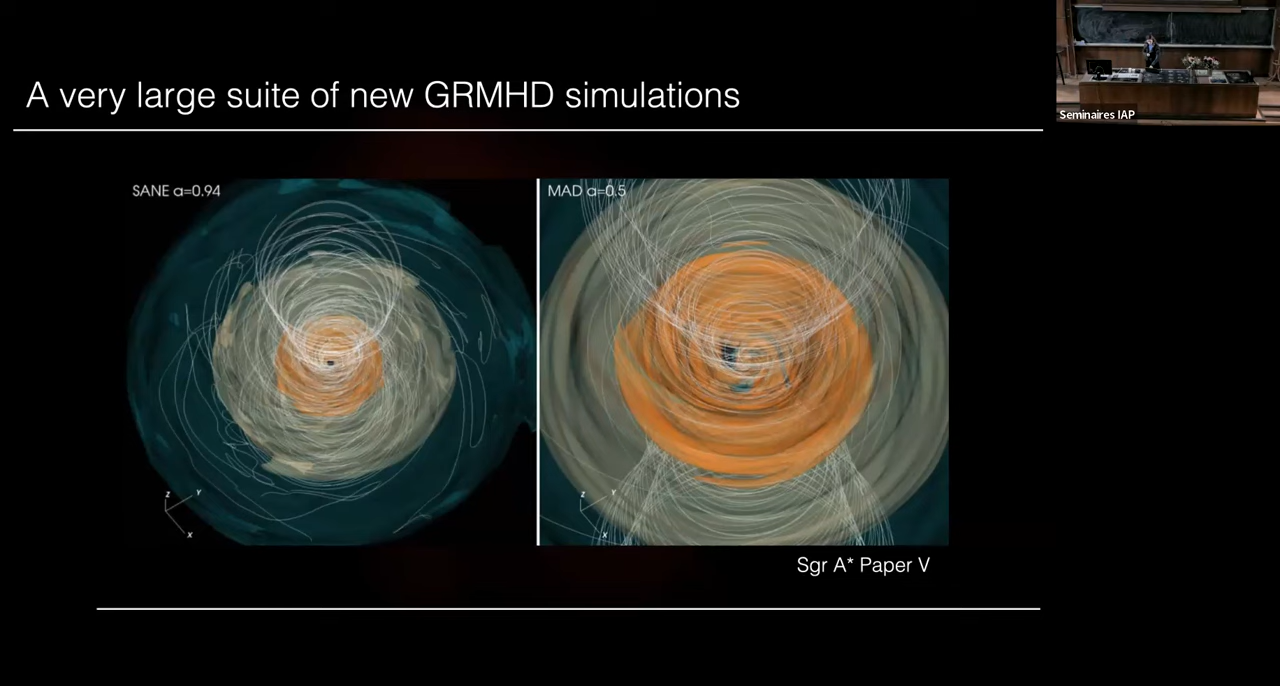 A very large suite of new GRMHD simulations
Seminaires IAP
SANE a=0.94
MAD a=0.5
Z
Y
X
Z
Y
X
Sgr A* Paper V